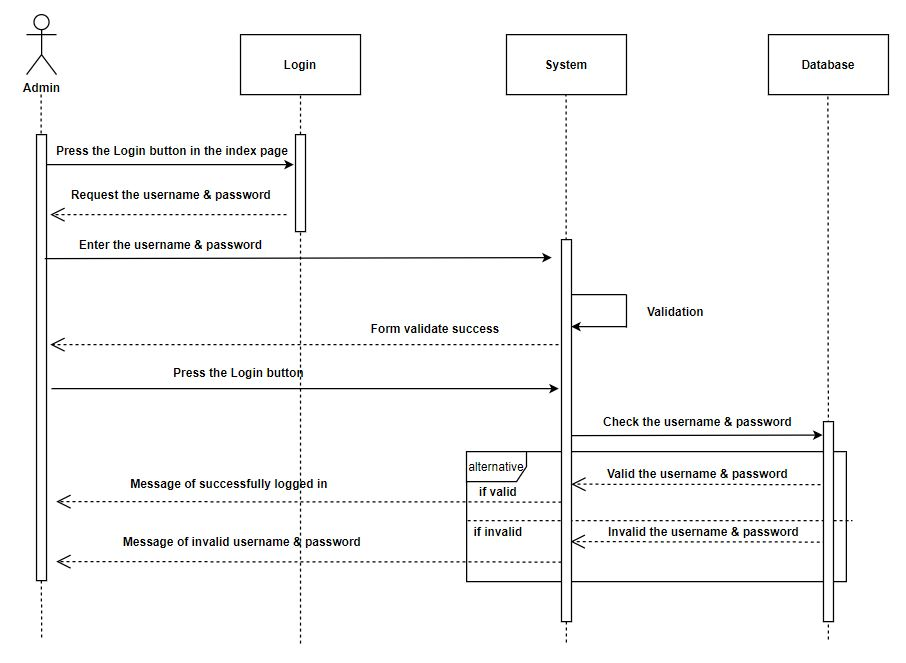 Admin
Login
System
Database
Press the Login button in the index page
Request the username & password
Enter the username & password
Validation
Form validate success
Press the Login button
Check the username & password
alternative
Valid the username & password
Message of successfully logged in
if valid
if invalid
Invalid the username & password
Message of invalid username & password